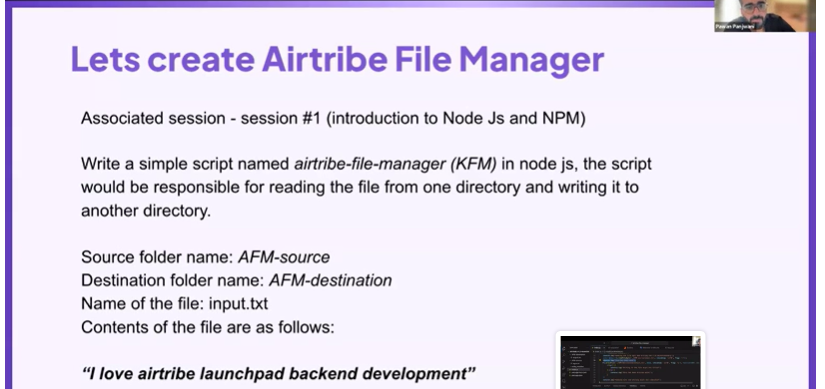 Pawan Panjwani
Lets create Airtribe File Manager
Associated session - session #1 (introduction to Node Js and NPM)
Write a simple script named airtribe-file-manager (KFM) in node js, the script
would be responsible for reading the file from one directory and writing it to
another directory.
Source folder name: AFM-source
Destination folder name: AFM-destination
Name of the file: input.txt
Contents of the file are as follows:
“I love airtribe launchpad backend development”